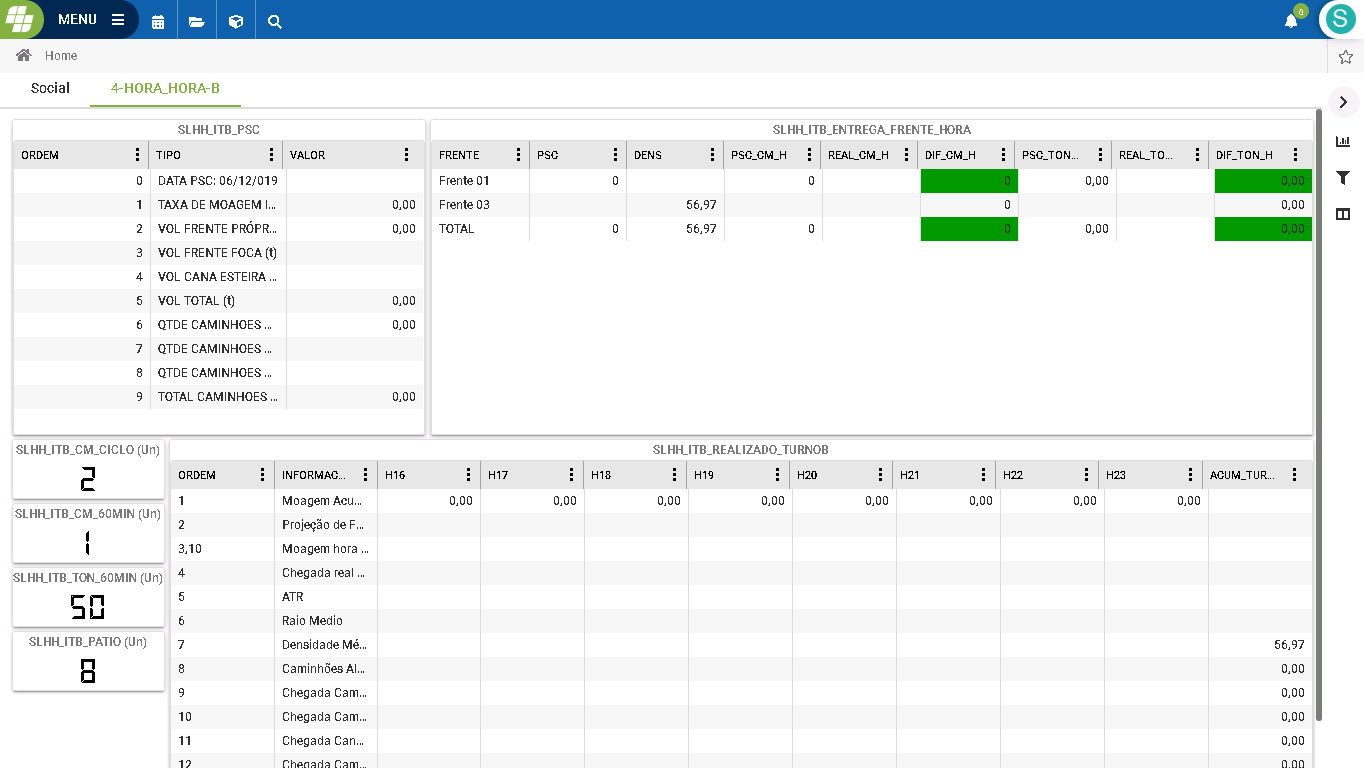 MENU
0
S
Home
Social
4-HORA_HORA-B
SLHH_ITB_PSC
ORDEM TIPO VALOR
0 DATA PSC: 06/12/019
1 TAXA DE MOAGEM I... 0,00
2 VOL FRENTE PRÓPR... 0,00
3 VOL FRENTE FOCA (t)
4 VOL CANA ESTEIRA ...
5 VOL TOTAL (t) 0,00
6 QTDE CAMINHOES ... 0,00
7 QTDE CAMINHOES ...
8 QTDE CAMINHOES ...
9 TOTAL CAMINHOES ... 0,00
SLHH_ITB_ENTREGA_FRENTE_HORA
FRENTE PSC DENS PSC_CM_H REAL_CM_H DIF_CM_H PSC_TON... REAL_TO... DIF_TON_H
Frente 01 0 0 0 0,00 0,00
Frente 03 56,97 0 0,00
TOTAL 0 56,97 0 0 0,00 0,00
SLHH_ITB_CM_CICLO (Un)
2
SLHH_ITB_CM_60MIN (Un)
1
SLHH_ITB_TON_60MIN (Un)
50
SLHH_ITB_PATIO (Un)
8
SLHH_ITB_REALIZADO_TURNOB
ORDEM INFORMAC... H16 H17 H18 H19 H20 H21 H22 H23 ACUM_TUR...
1 Moagem Acu... 0,00 0,00 0,00 0,00 0,00 0,00 0,00 0,00
2 Projeção de F...
3,10 Moagem hora ...
4 Chegada real ...
5 ATR
6 Raio Medio
7 Densidade Mé... 56,97
8 Caminhões Al... 0,00
9 Chegada Cam... 0,00
10 Chegada Cam... 0,00
11 Chegada Can... 0,00
12 Chegada Cam... 0,00